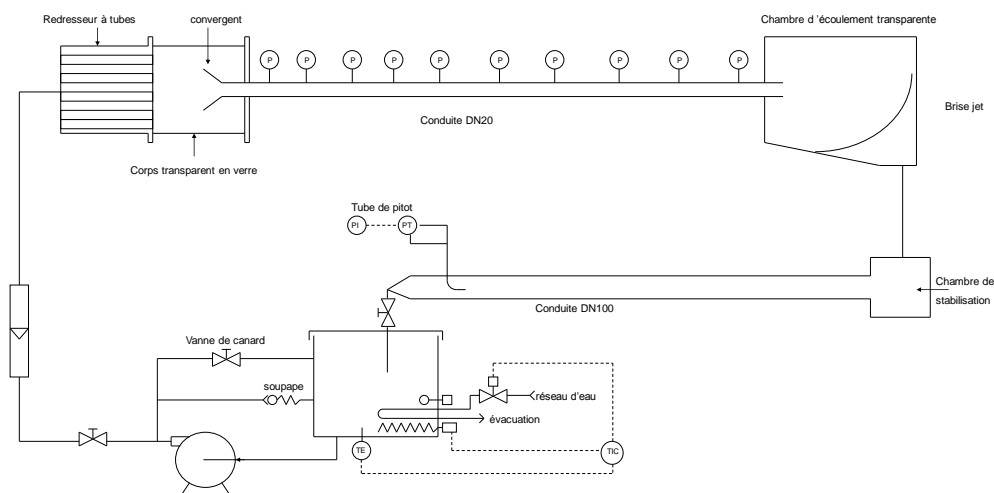 Redresseur à tubes
convergent
Chambre d 'écoulement transparente
P P P P P P P P P P
Brise jet
Conduite DN20
Corps transparent en verre
Tube de pitot
PI PT
Chambre de
stabilisation
Conduite DN100
Vanne de canard
soupape
réseau d'eau
évacuation
TE
TIC